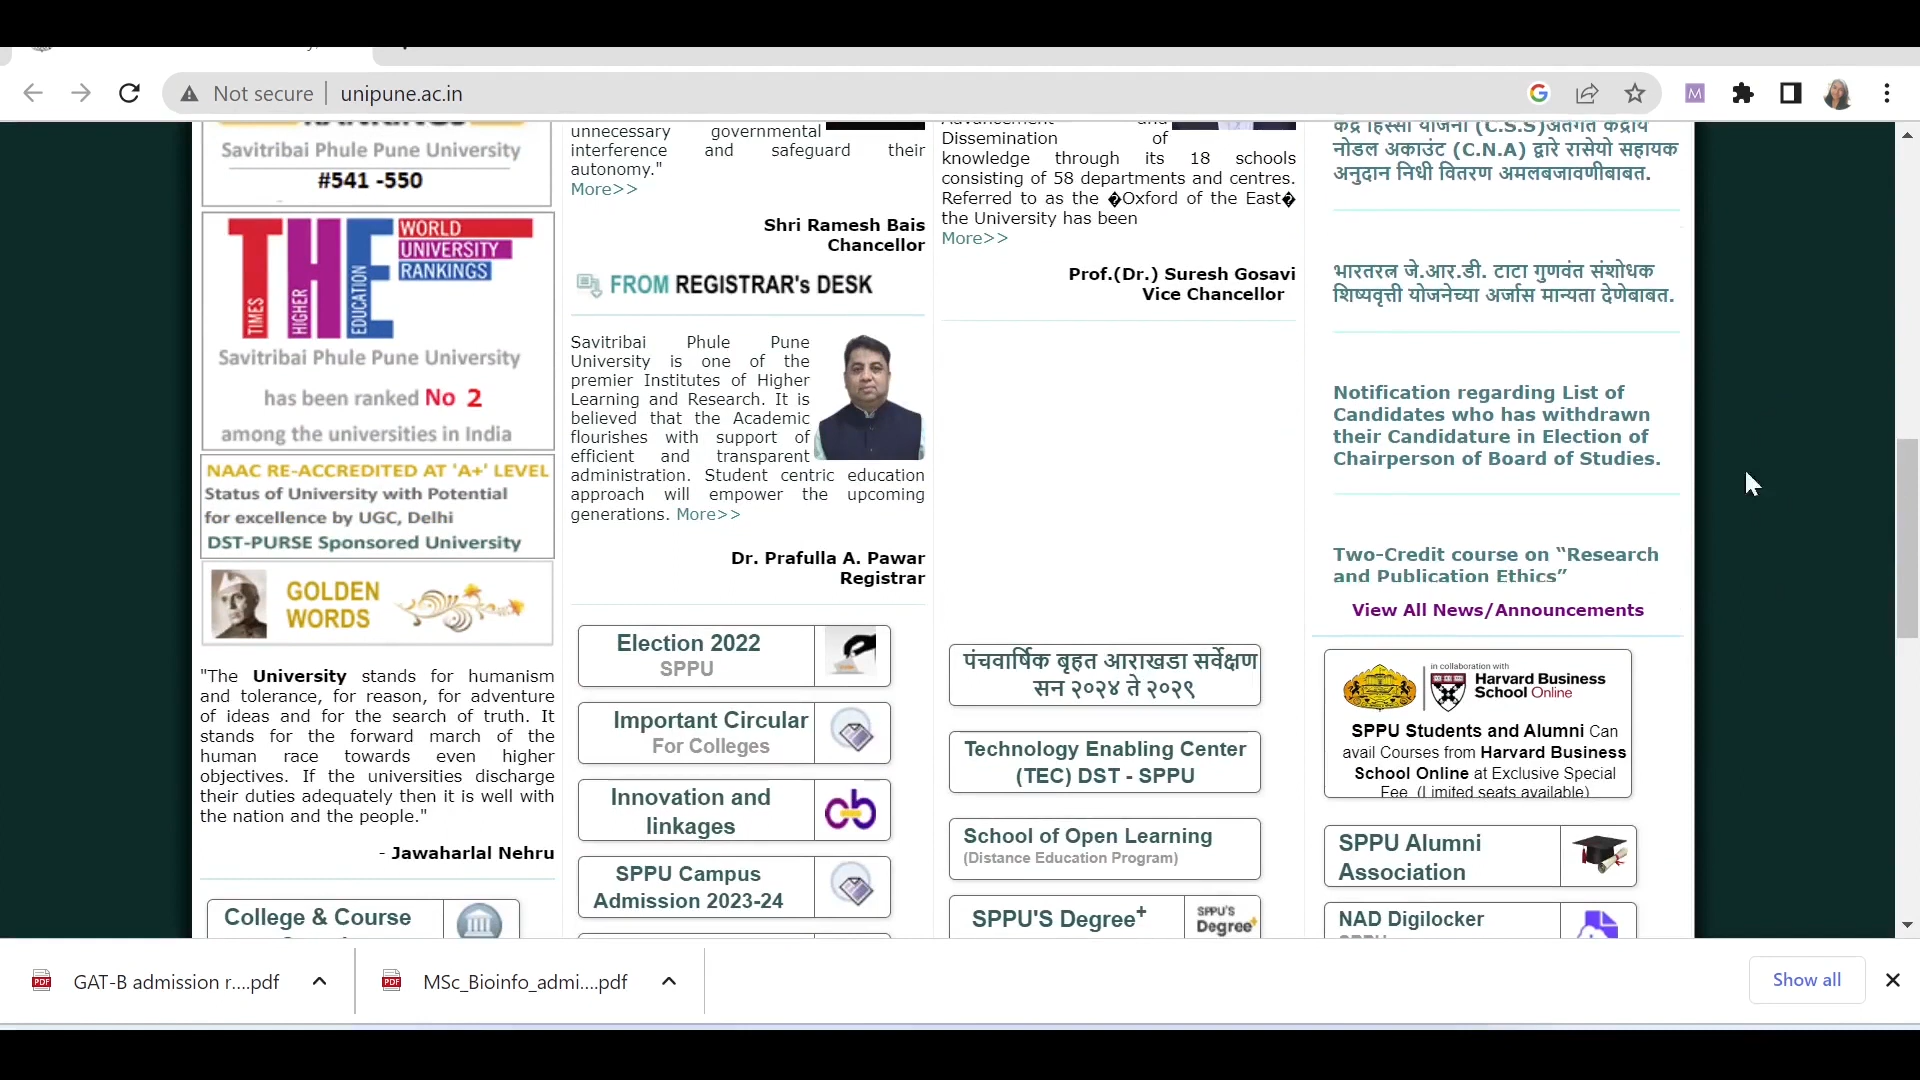 Not secure
unipune.ac.in
RANKINGS
Savitribai Phule Pune University
#541 -550
THE
TIMES
HIGHER
EDUCATION
WORLD
UNIVERSITY
RANKINGS
Savitribai Phule Pune University
has been ranked No 2
among the universities in India
NAAC RE-ACCREDITED AT 'A+' LEVEL
Status of University with Potential
for excellence by UGC, Delhi
DST-PURSE Sponsored University
GOLDEN
WORDS
"The University stands for humanism
and tolerance, for reason, for adventure
of ideas and for the search of truth. It
stands for the forward march of the
human race towards even higher
objectives. If the universities discharge
their duties adequately then it is well with
the nation and the people."
- Jawaharlal Nehru
College & Course
unnecessary governmental
interference and safeguard their
autonomy."
More>>
Shri Ramesh Bais
Chancellor
FROM REGISTRAR's DESK
Savitribai Phule Pune
University is one of the
premier Institutes of Higher
Learning and Research. It is
believed that the Academic
flourishes with support of
efficient and transparent
administration. Student centric education
approach will empower the upcoming
generations. More>>
Dr. Prafulla A. Pawar
Registrar
Election 2022
SPPU
Important Circular
For Colleges
Innovation and
linkages
SPPU Campus
Admission 2023-24
Advancement and
Dissemination of
knowledge through its 18 schools
consisting of 58 departments and centres.
Referred to as the �Oxford of the East�
the University has been
More>>
Prof.(Dr.) Suresh Gosavi
Vice Chancellor
पंचवार्षिक बृहत आराखडा सर्वेक्षण
सन २०२४ ते २०२९
Technology Enabling Center
(TEC) DST - SPPU
School of Open Learning
(Distance Education Program)
SPPU'S Degree+
SPPU'S
Degree+
केंद्र हिस्सा योजना (C.S.S)अंतर्गत केंद्रीय
नोडल अकाउंट (C.N.A) द्वारे रासेयो सहायक
अनुदान निधी वितरण अमलबजावणीबाबत.
भारतरत्न जे.आर.डी. टाटा गुणवंत संशोधक
शिष्यवृत्ती योजनेच्या अर्जास मान्यता देणेबाबत.
Notification regarding List of
Candidates who has withdrawn
their Candidature in Election of
Chairperson of Board of Studies.
Two-Credit course on “Research
and Publication Ethics”
View All News/Announcements
in collaboration with
Harvard Business
School Online
SPPU Students and Alumni Can
avail Courses from Harvard Business
School Online at Exclusive Special
Fee (Limited seats available)
SPPU Alumni
Association
NAD Digilocker
SPPU
GAT-B admission r....pdf
MSc_Bioinfo_admi....pdf
Show all